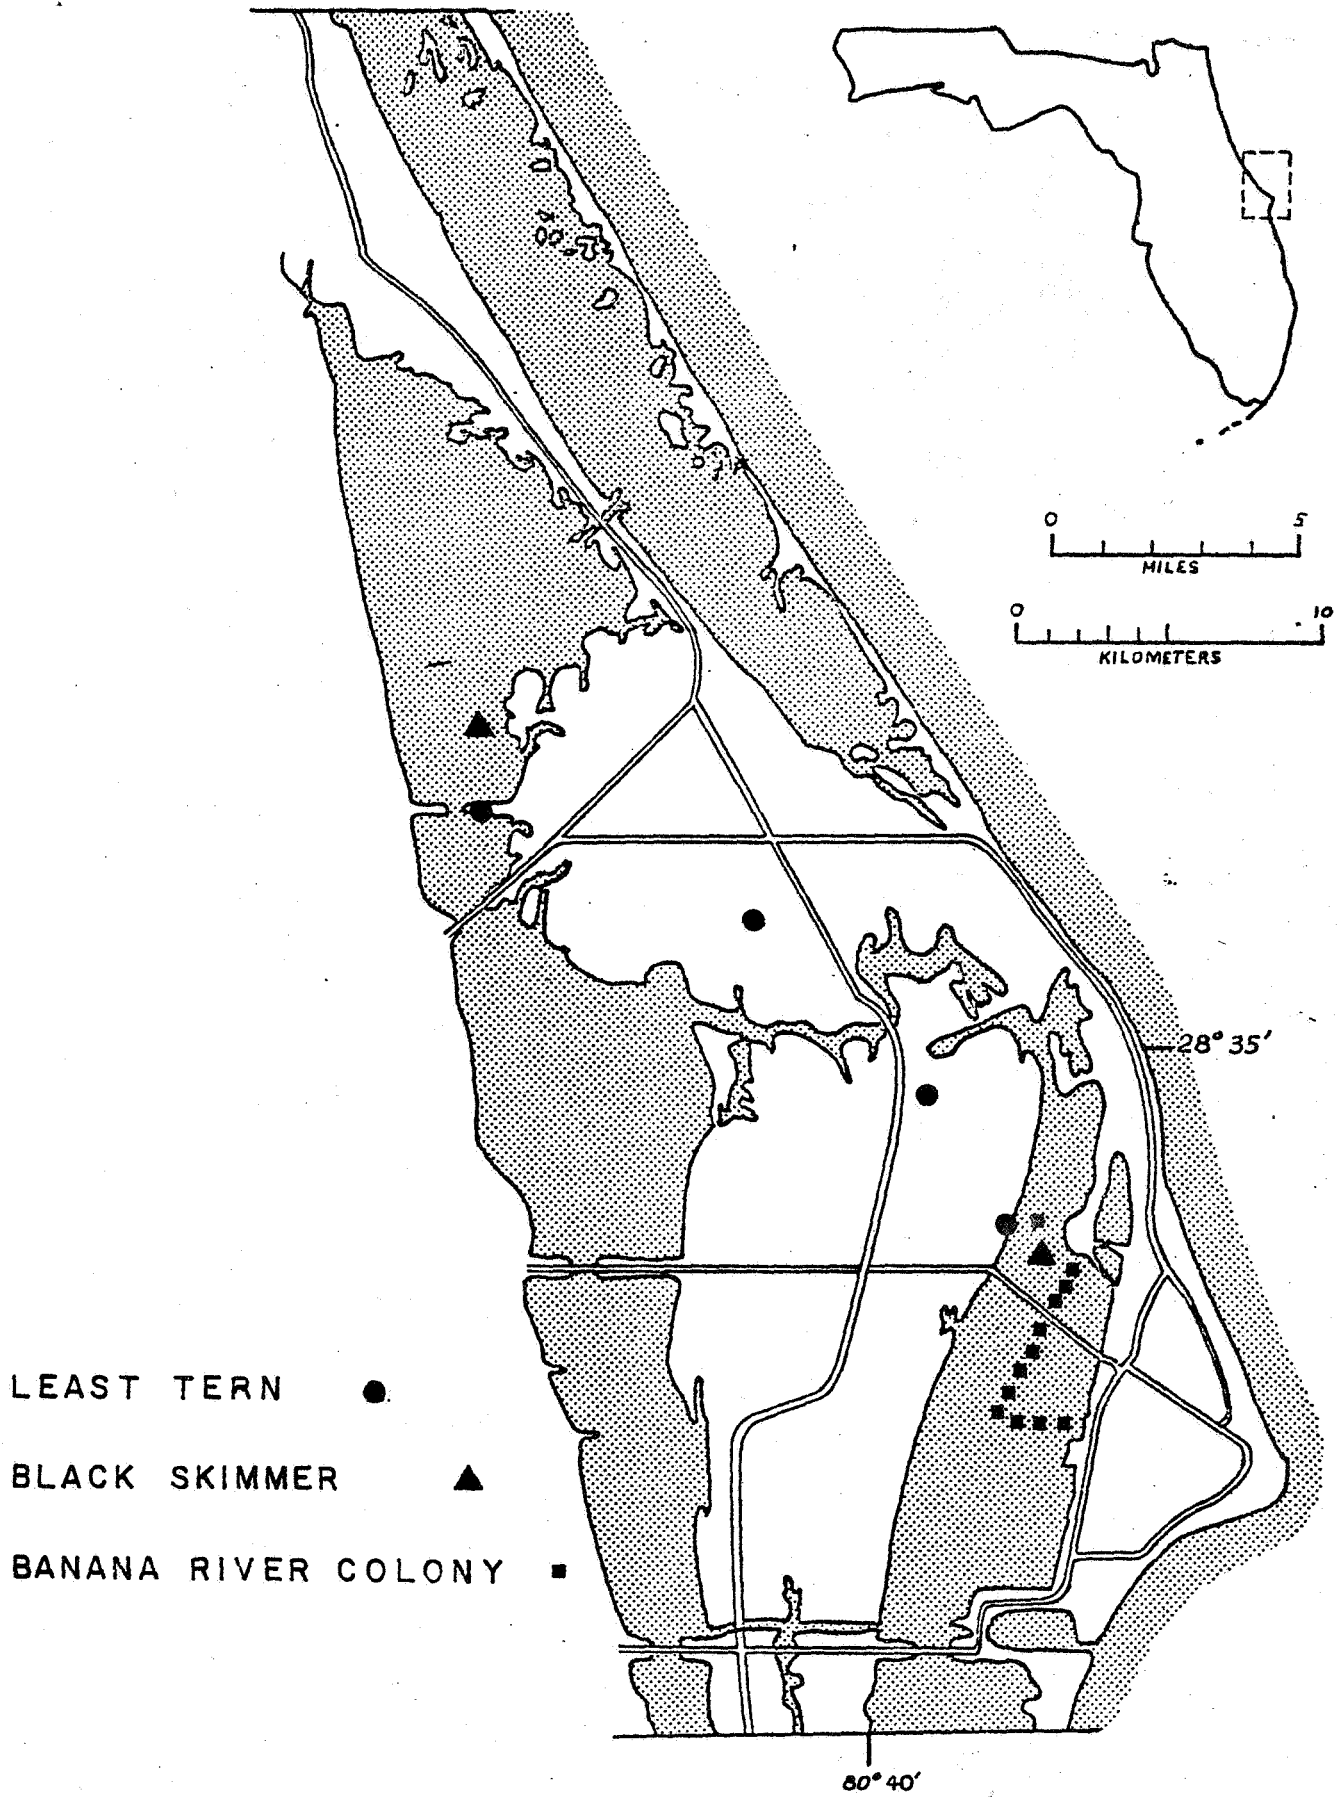 0 5
MILES
0 10
KILOMETERS
28° 35'
LEAST TERN
BLACK SKIMMER
BANANA RIVER COLONY
80° 40'